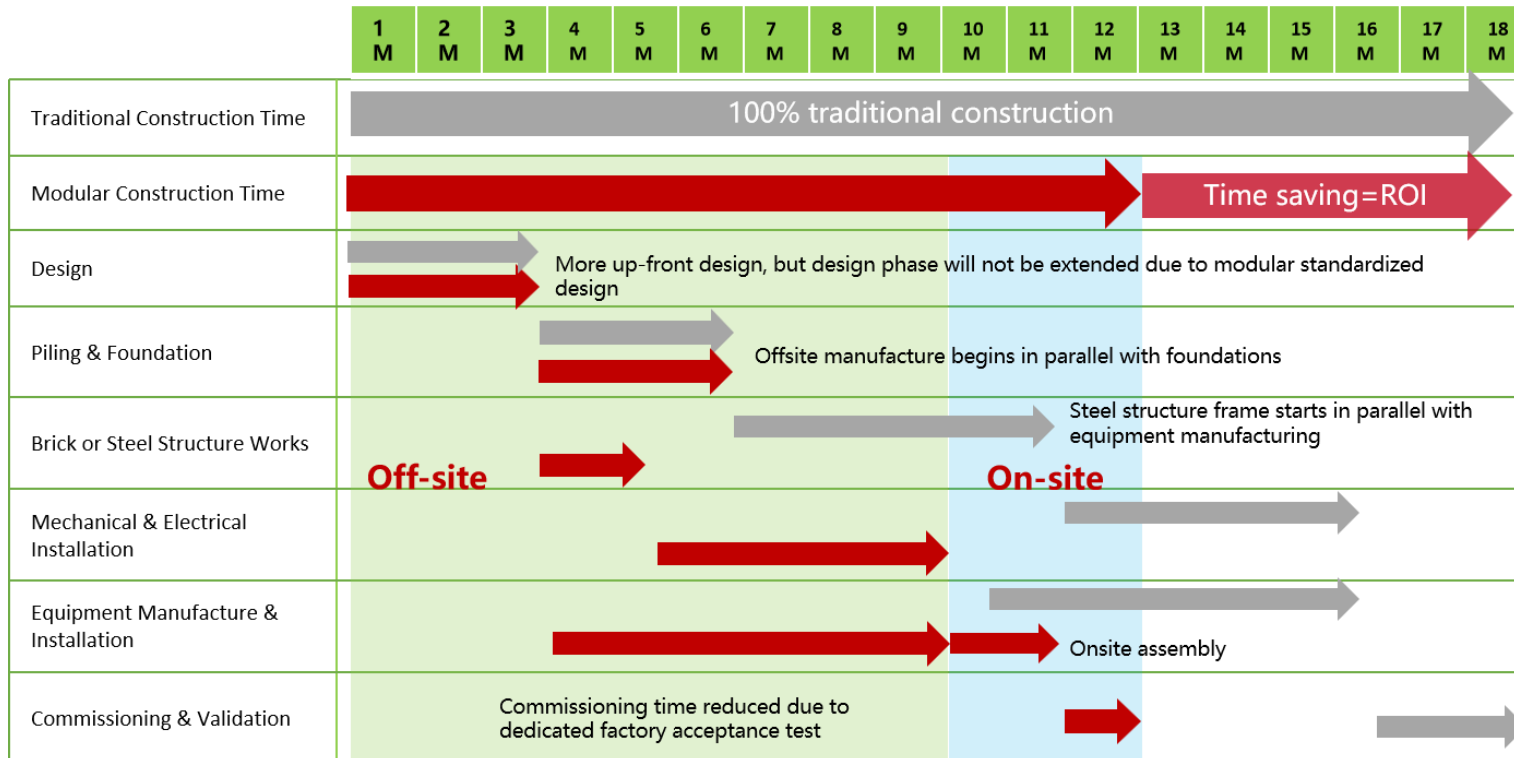 1 2 3 4 5 6 7 8 9 10 11 12 13 14 15 16 17 18
M M M M M M M M M M M M M M M M M M
Traditional Construction Time
100% traditional construction
Modular Construction Time
Time saving=ROI
Design
More up-front design, but design phase will not be extended due to modular standardized
design
Piling & Foundation
Offsite manufacture begins in parallel with foundations
Brick or Steel Structure Works
Steel structure frame starts in parallel with
equipment manufacturing
Off-site
On-site
Mechanical & Electrical
Installation
Equipment Manufacture &
Installation
Onsite assembly
Commissioning & Validation
Commissioning time reduced due to
dedicated factory acceptance test